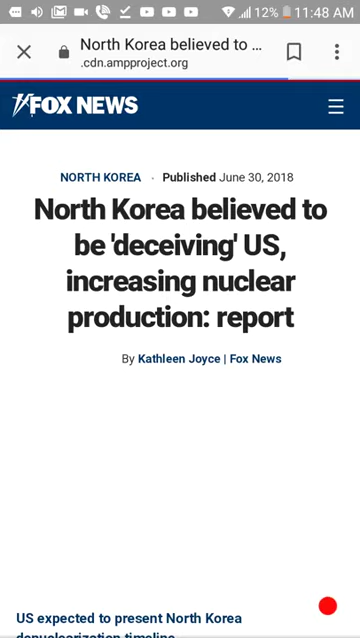 12% 11:48 AM
North Korea believed to ...
.cdn.ampproject.org
FOX NEWS
NORTH KOREA · Published June 30, 2018
North Korea believed to
be 'deceiving' US,
increasing nuclear
production: report
By Kathleen Joyce | Fox News
US expected to present North Korea
denuclearization timeline